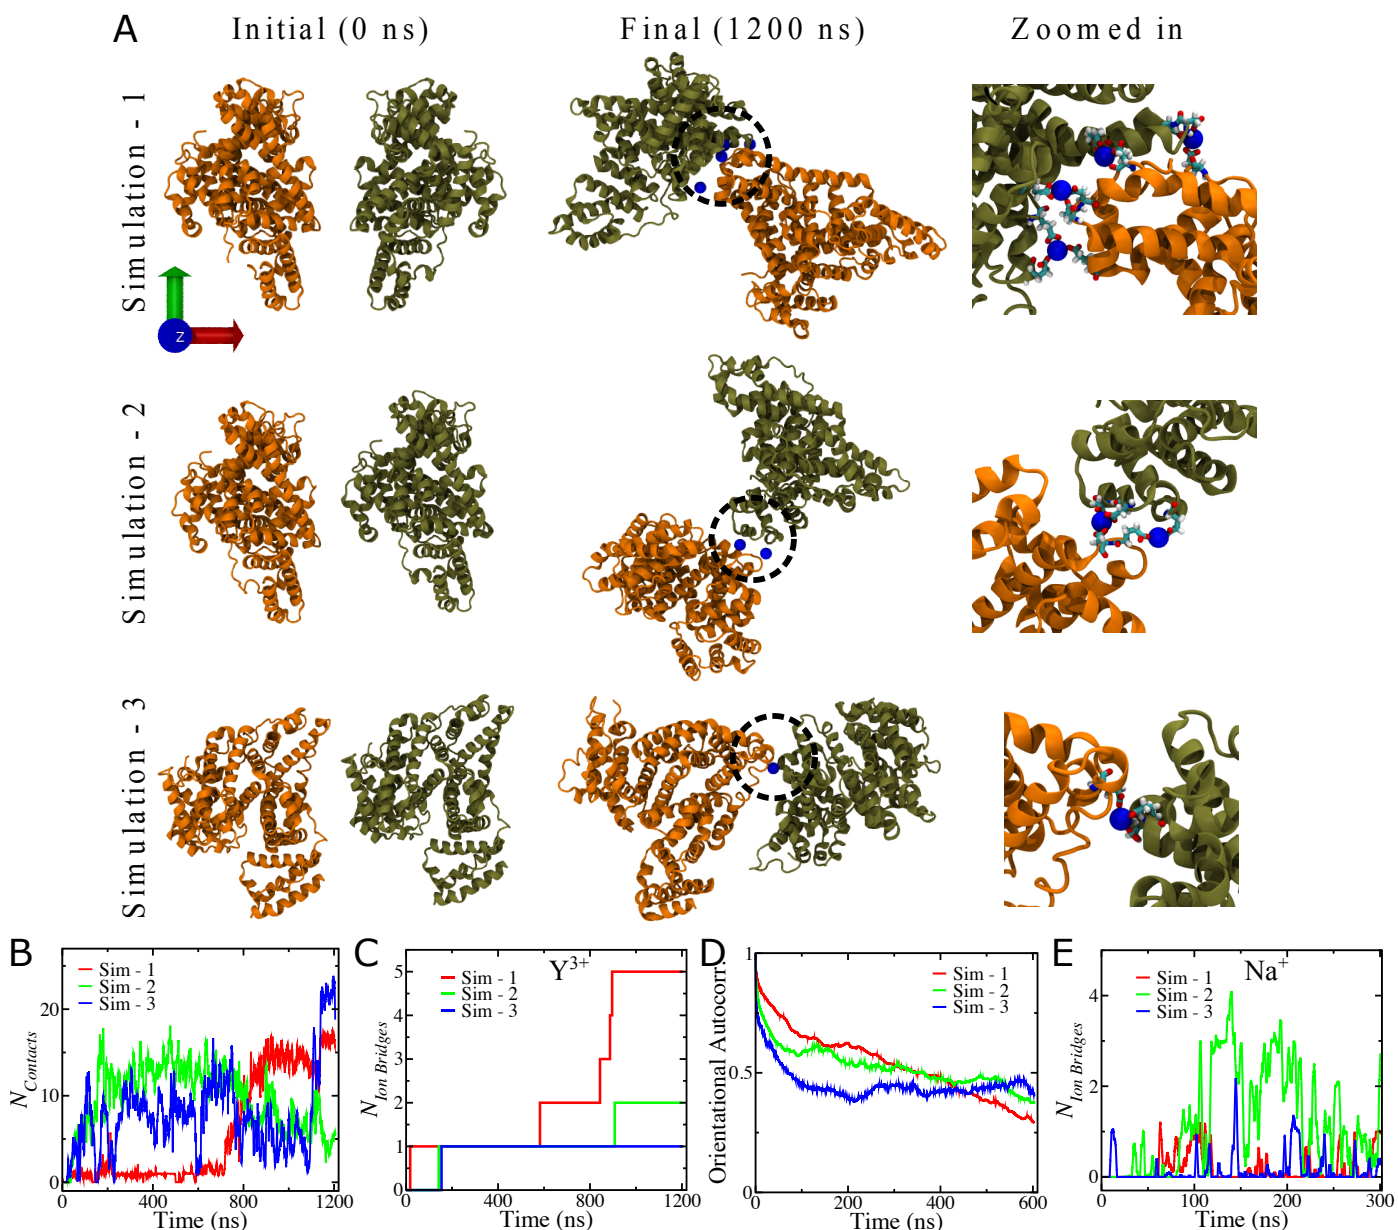 A
Initial (0 ns)
Final (1200 ns)
Zoomed in
Simulation - 1
Z
Simulation - 2
Simulation - 3
B
Sim - 1
Sim - 2
Sim - 3
N Contacts
20
10
0
0 400 800 1200
Time (ns)
C
Y3+
Sim - 1
Sim - 2
Sim - 3
N Ion Bridges
5
4
3
2
1
0
0 400 800 1200
Time (ns)
D
Sim - 1
Sim - 2
Sim - 3
Orientational Autocorr.
1
0.5
0
0 200 400 600
Time (ns)
E
Na+
Sim - 1
Sim - 2
Sim - 3
N Ion Bridges
4
2
0
0 100 200 300
Time (ns)